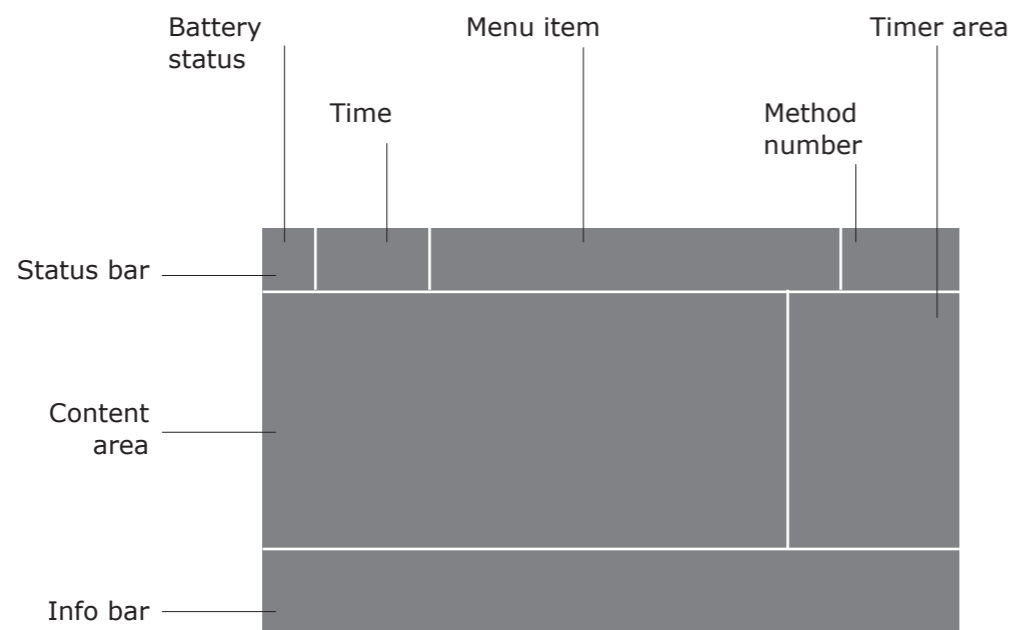 Battery
status
Menu item
Timer area
Time
Method
number
Status bar
Content
area
Info bar